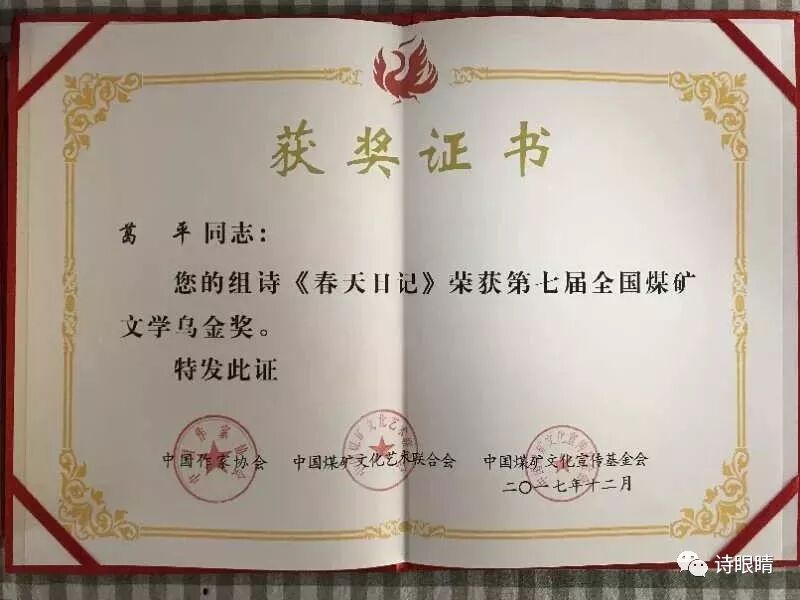 获奖证书
葛 平 同志：
您的组诗《春天日记》荣获第七届全国煤矿
文学乌金奖。
特发此证
中国作家协会 中国煤矿文化艺术联合会 中国煤矿文化宣传基金会
二〇一七年十二月
诗眼睛